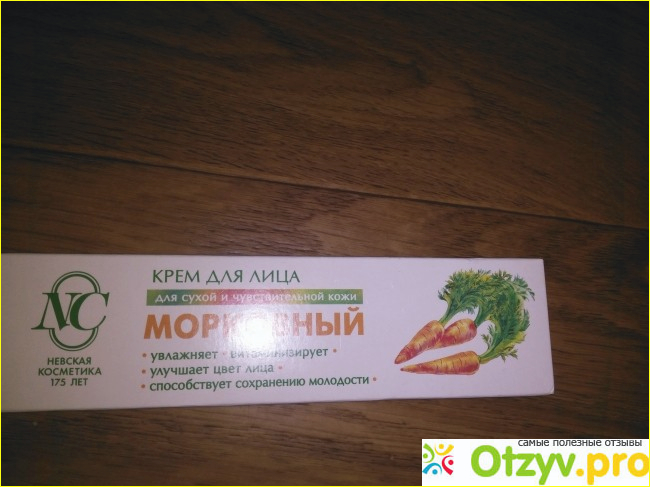 КРЕМ ДЛЯ ЛИЦА
для сухой и чувствительной кожи
МОРКОВНЫЙ
• увлажняет • витаминизирует •
• улучшает цвет лица •
• способствует сохранению молодости •
NC
НЕВСКАЯ
КОСМЕТИКА
175 ЛЕТ
самые полезные отзывы
Otzyv.pro